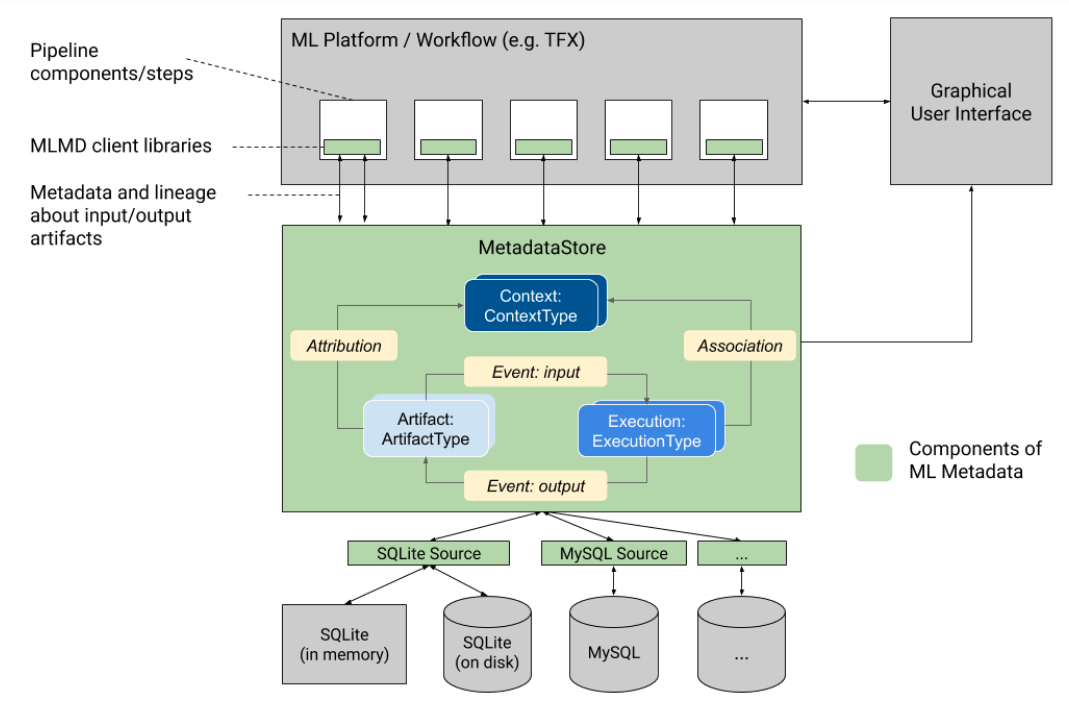 ML Platform / Workflow (e.g. TFX)
Pipeline
components/steps
Graphical
User Interface
MLMD client libraries
Metadata and lineage
about input/output
artifacts
MetadataStore
Context:
ContextType
Attribution
Association
Event: input
Artifact:
ArtifactType
Execution:
ExecutionType
Event: output
Components of
ML Metadata
SQLite Source
MySQL Source
...
SQLite
(in memory)
SQLite
(on disk)
MySQL
...